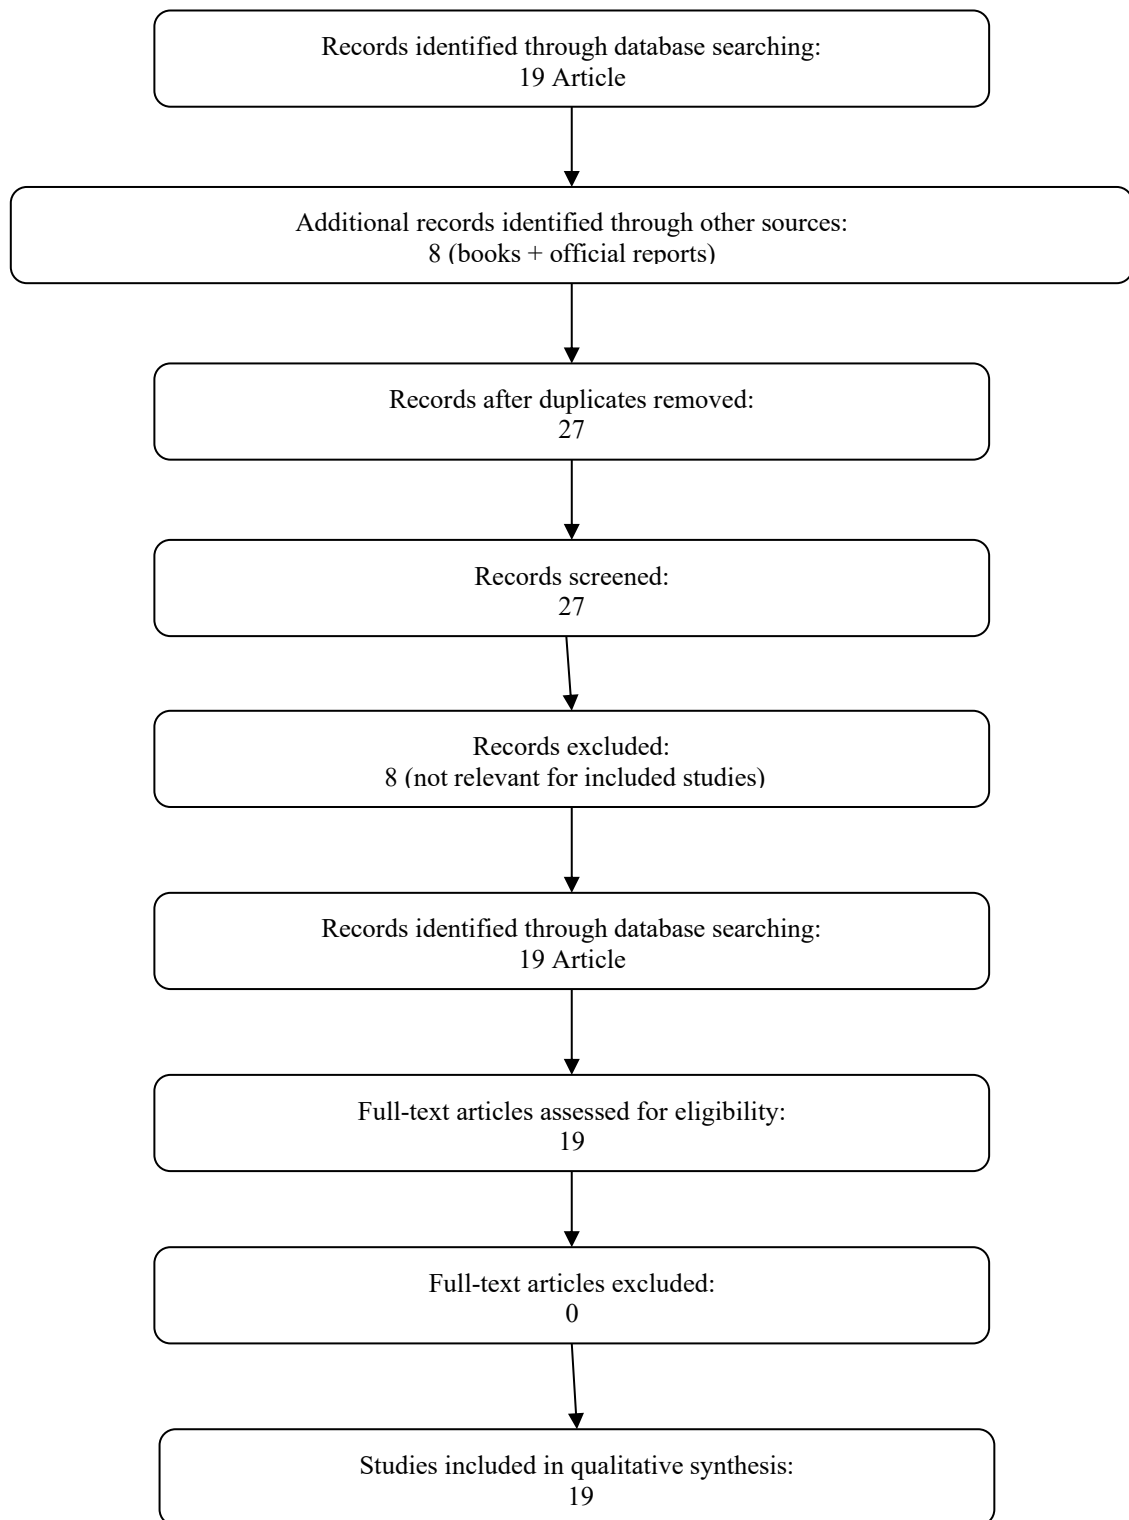 Records identified through database searching:
19 Article
Additional records identified through other sources:
8 (books + official reports)
Records after duplicates removed:
27
Records screened:
27
Records excluded:
8 (not relevant for included studies)
Records identified through database searching:
19 Article
Full-text articles assessed for eligibility:
19
Full-text articles excluded:
0
Studies included in qualitative synthesis:
19